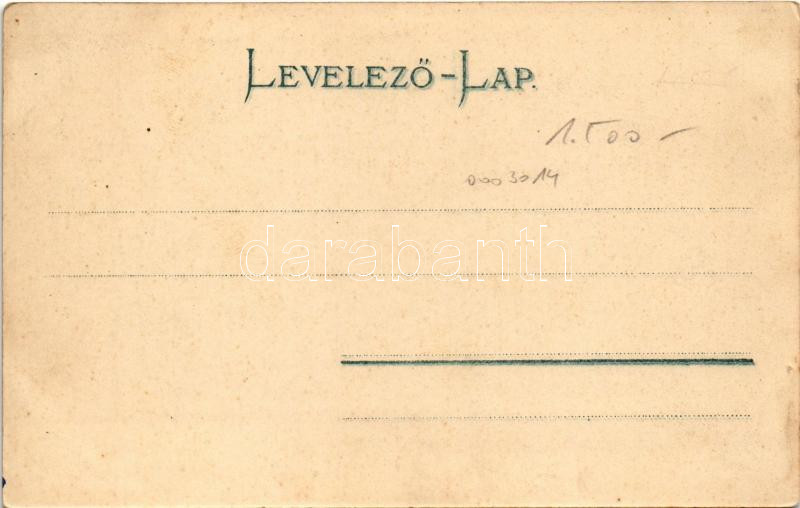 LEVELEZŐ-LAP.
1.500 —
0003014
darabanth